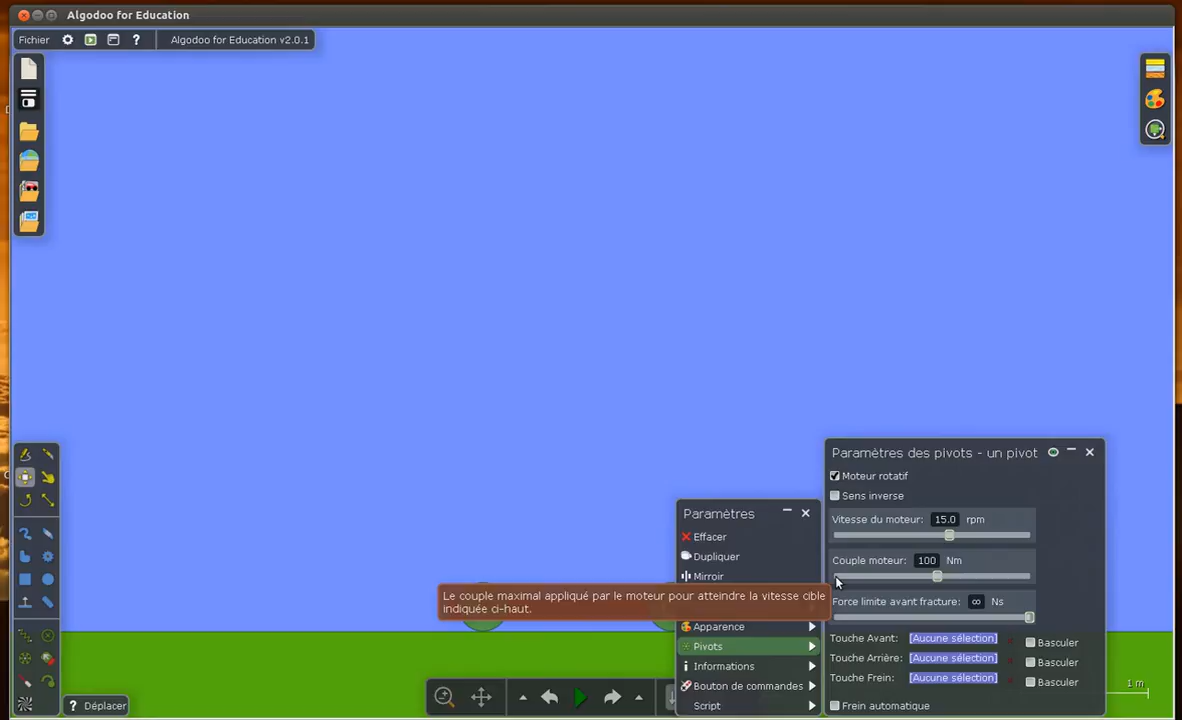 Algodoo for Education
Fichier
?
Algodoo for Education v2.0.1
Paramètres des pivots - un pivot
Moteur rotatif
Sens inverse
Vitesse du moteur: 15.0 rpm
Couple moteur: 100 Nm
Force limite avant fracture: ∞ Ns
Touche Avant: [Aucune sélection] Basculer
Touche Arrière: [Aucune sélection] Basculer
Touche Frein: [Aucune sélection] Basculer
Frein automatique
Paramètres
Effacer
Dupliquer
Mirroir
Le couple maximal appliqué par le moteur pour atteindre la vitesse cible
indiquée ci-haut.
Apparence
Pivots
Informations
Bouton de commandes
Script
? Déplacer
1 m